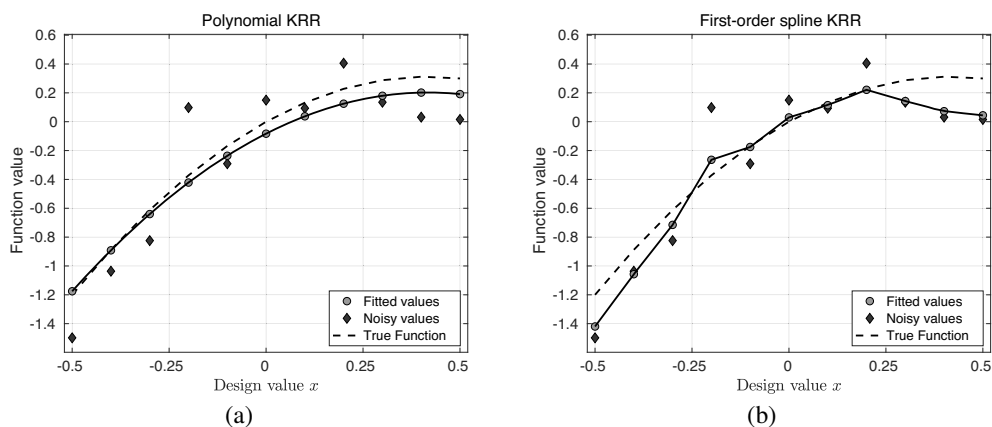 Polynomial KRR
0.6
0.4
0.2
0
-0.2
-0.4
-0.6
-0.8
-1
-1.2
-1.4
Function value
Fitted values
Noisy values
True Function
-0.5 -0.25 0 0.25 0.5
Design value x
(a)
First-order spline KRR
0.6
0.4
0.2
0
-0.2
-0.4
-0.6
-0.8
-1
-1.2
-1.4
Function value
Fitted values
Noisy values
True Function
-0.5 -0.25 0 0.25 0.5
Design value x
(b)